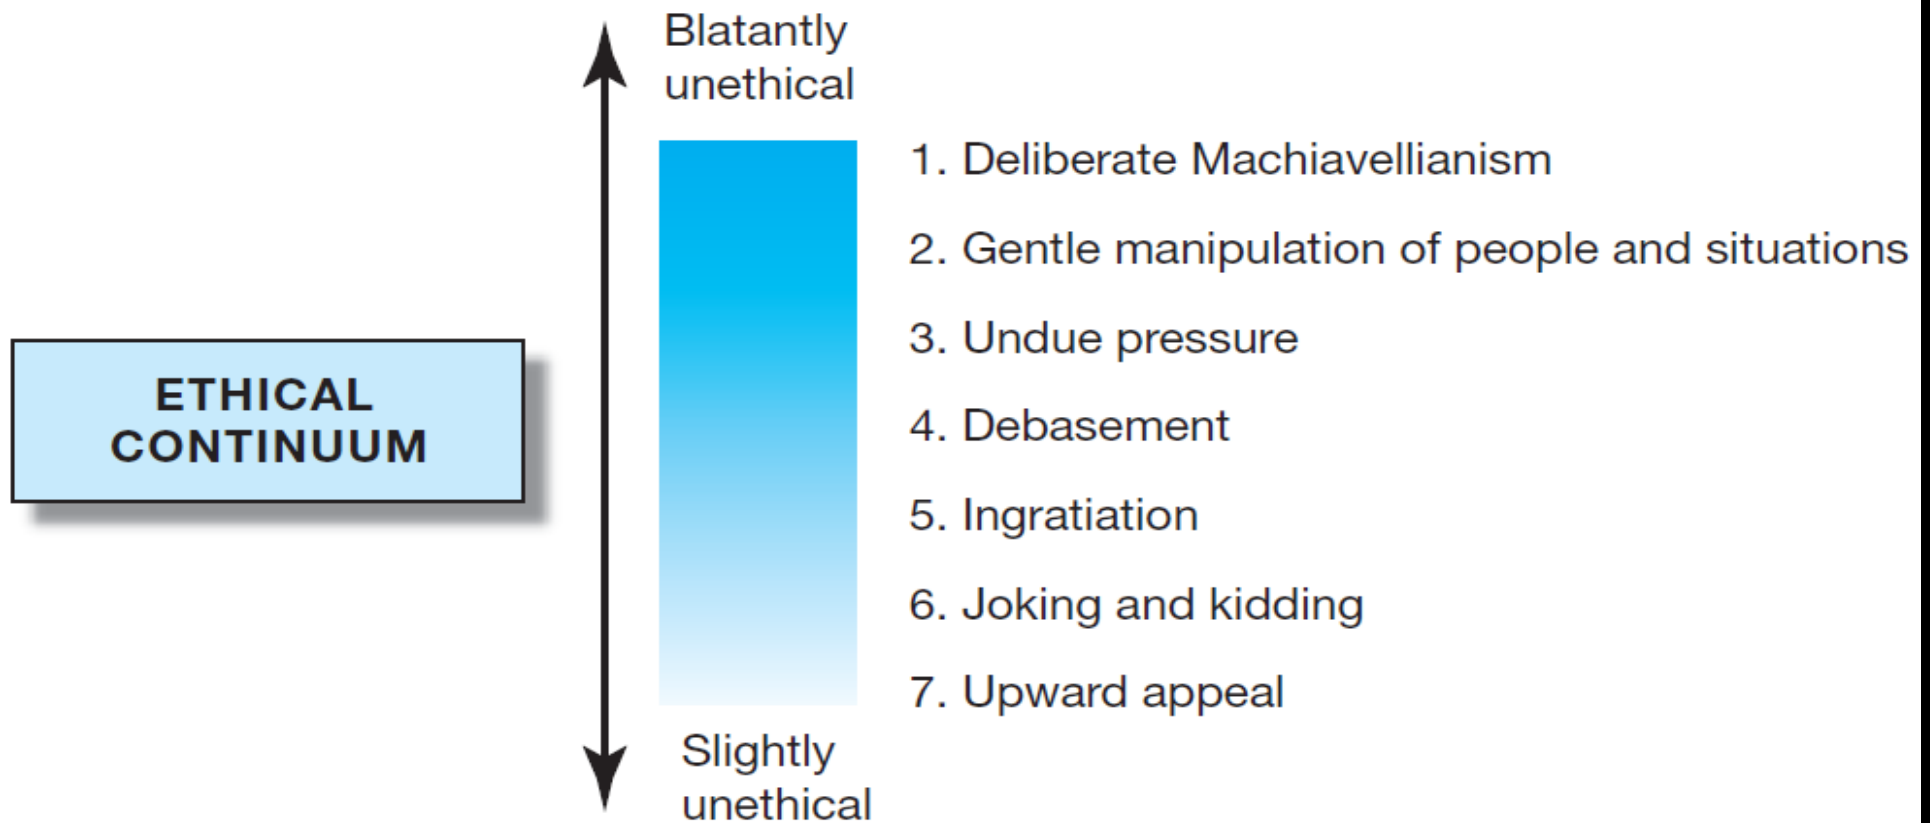 Blatantly
unethical
1. Deliberate Machiavellianism
2. Gentle manipulation of people and situations
3. Undue pressure
ETHICAL
CONTINUUM
4. Debasement
5. Ingratiation
6. Joking and kidding
7. Upward appeal
Slightly
unethical